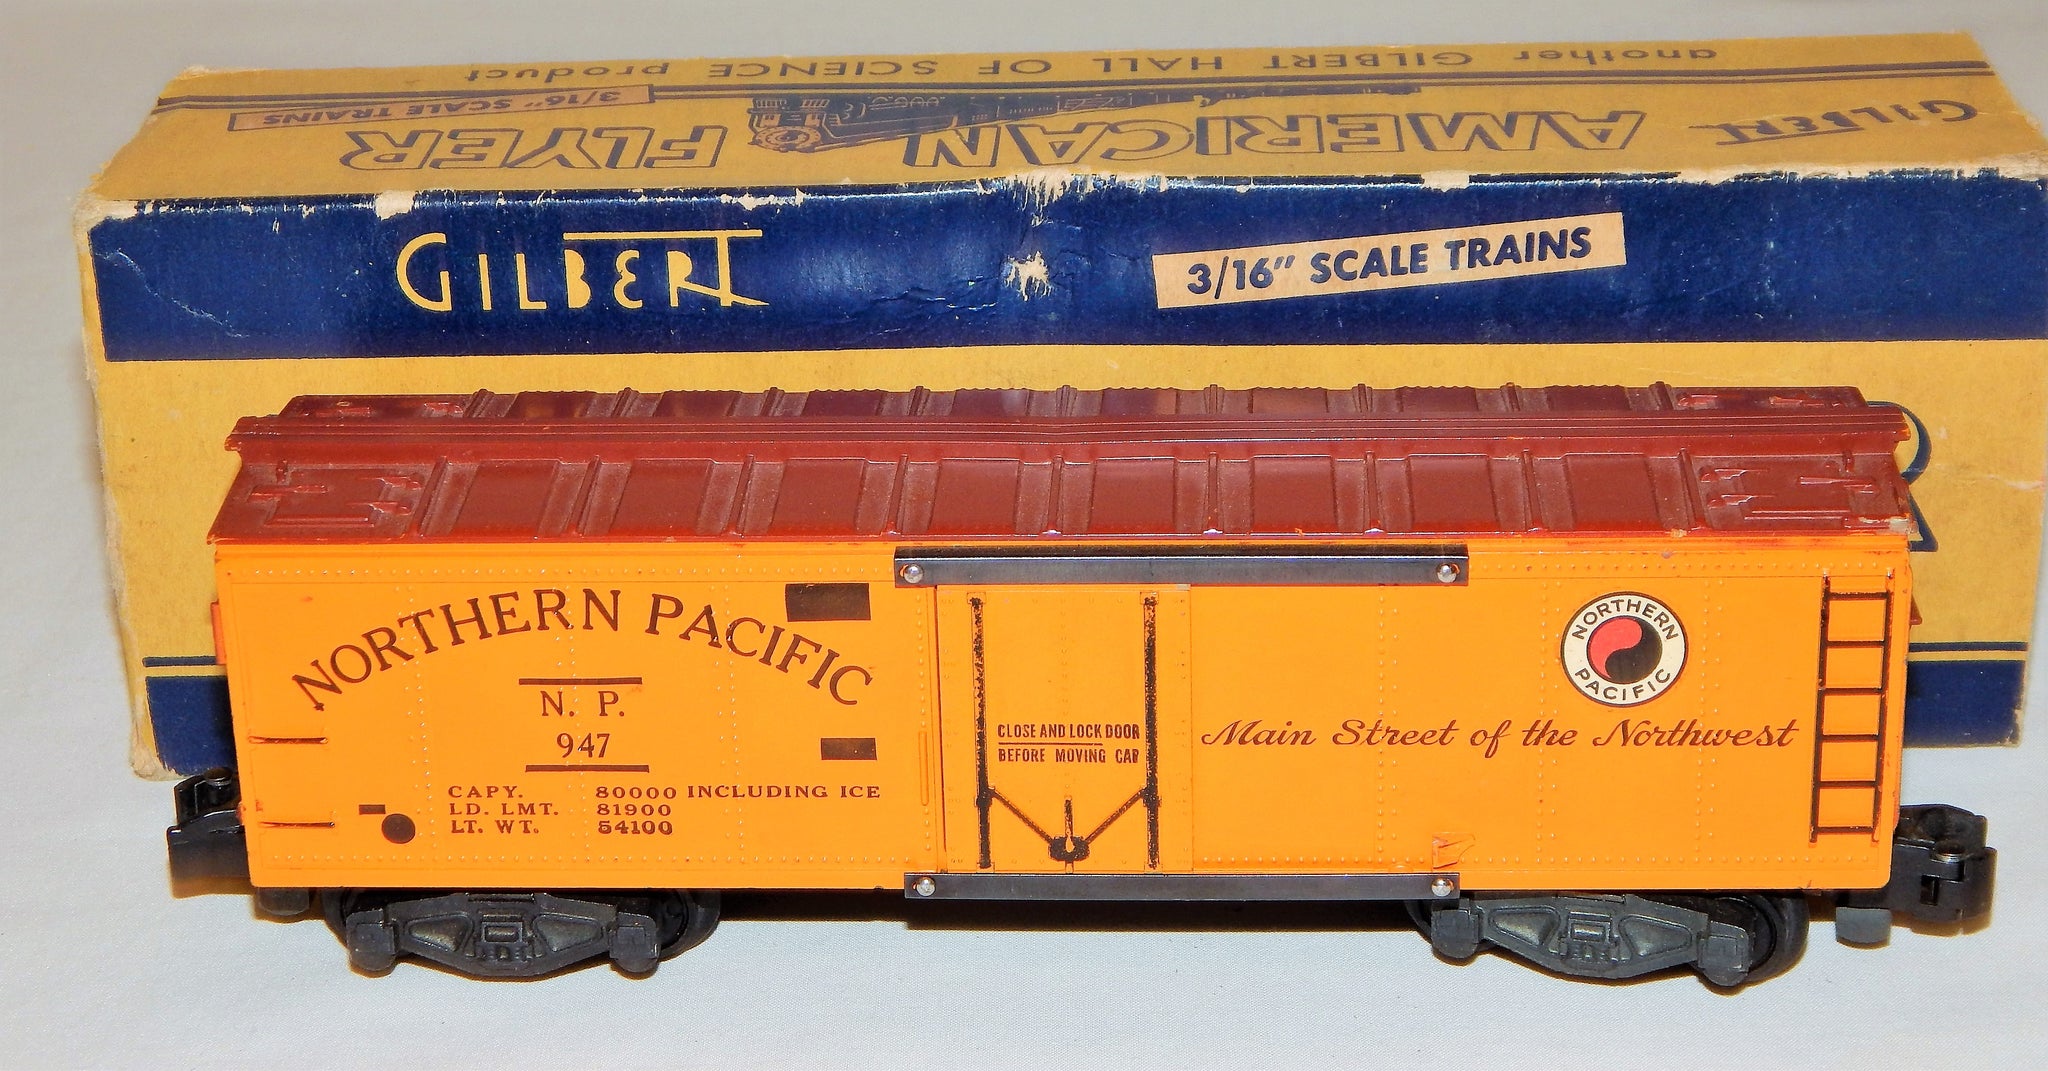 another GILBERT HALL OF SCIENCE product
GILBERT AMERICAN FLYER
3/16" SCALE TRAINS
GILBERT
3/16" SCALE TRAINS
NORTHERN PACIFIC
N. P.
947
CAPY. 80000 INCLUDING ICE
LD. LMT. 81900
LT. WT. 54100
CLOSE AND LOCK DOOR
BEFORE MOVING CAR
NORTHERN
PACIFIC
Main Street of the Northwest